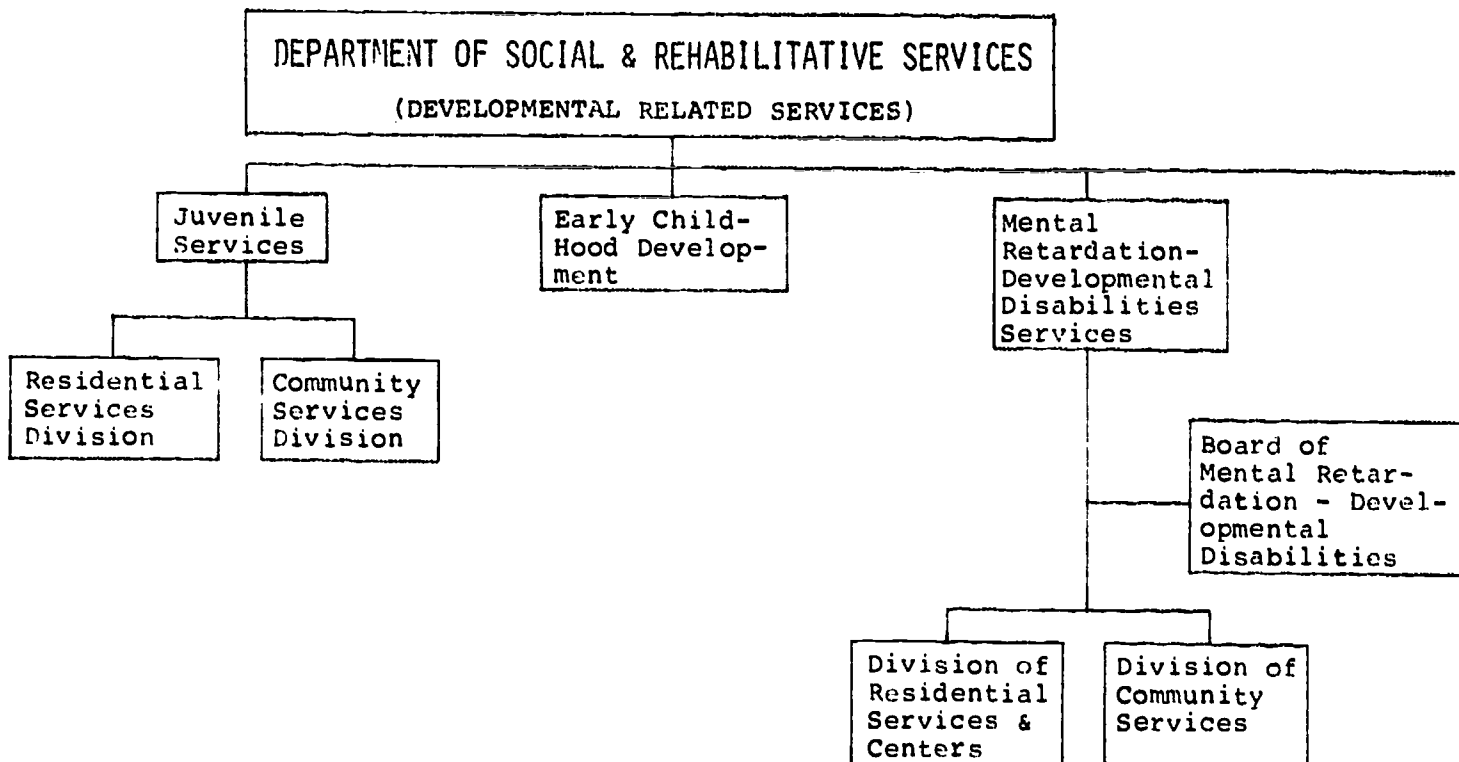 DEPARTMENT OF SOCIAL & REHABILITATIVE SERVICES
(DEVELOPMENTAL RELATED SERVICES)
Juvenile
Services
Early Child-
Hood Develop-
ment
Mental
Retardation-
Developmental
Disabilities
Services
Residential
Services
Division
Community
Services
Division
Board of
Mental Retar-
dation - Devel-
opmental
Disabilities
Division of
Residential
Services &
Centers
Division of
Community
Services